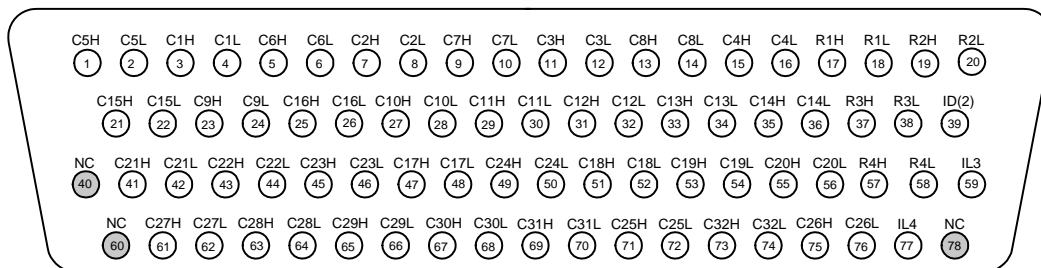 C5H C5L C1H C1L C6H C6L C2H C2L C7H C7L C3H C3L C8H C8L C4H C4L R1H R1L R2H R2L
1 2 3 4 5 6 7 8 9 10 11 12 13 14 15 16 17 18 19 20
C15H C15L C9H C9L C16H C16L C10H C10L C11H C11L C12H C12L C13H C13L C14H C14L R3H R3L ID(2)
21 22 23 24 25 26 27 28 29 30 31 32 33 34 35 36 37 38 39
NC C21H C21L C22H C22L C23H C23L C17H C17L C24H C24L C18H C18L C19H C19L C20H C20L R4H R4L IL3
40 41 42 43 44 45 46 47 48 49 50 51 52 53 54 55 56 57 58 59
NC C27H C27L C28H C28L C29H C29L C30H C30L C31H C31L C25H C25L C32H C32L C26H C26L IL4 NC
60 61 62 63 64 65 66 67 68 69 70 71 72 73 74 75 76 77 78